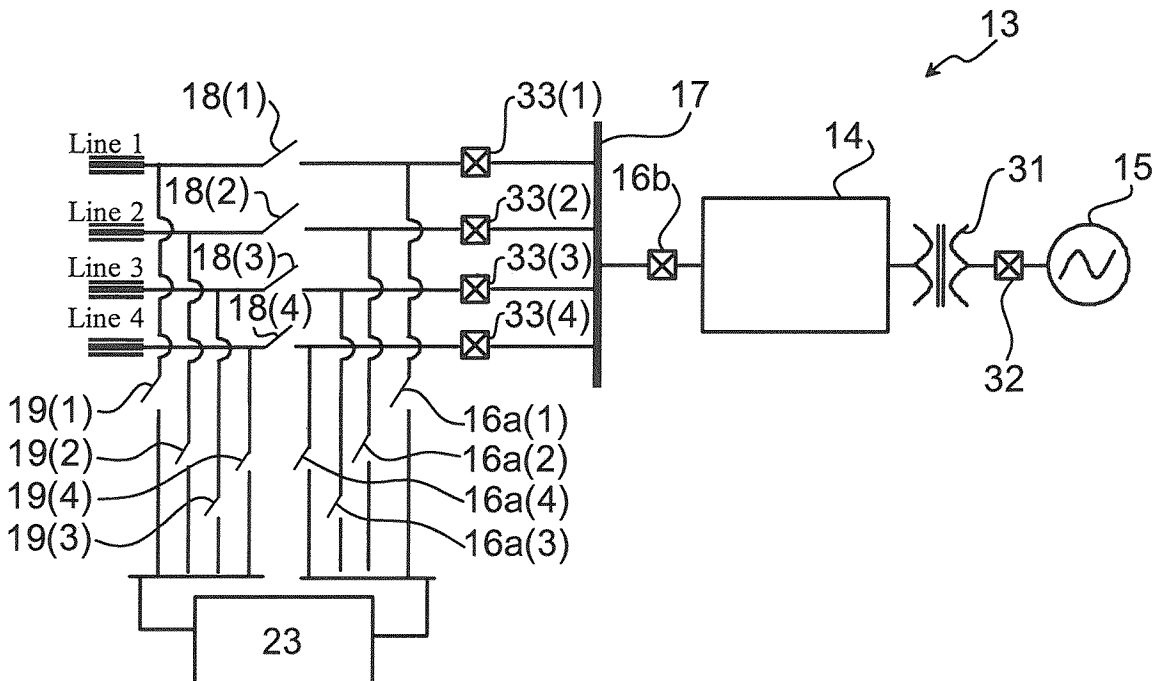 13
18(1)
33(1)
17
Line 1
14
31
15
16b
18(2)
33(2)
Line 2
18(3)
33(3)
Line 3
18(4)
33(4)
Line 4
32
19(1)
16a(1)
19(2)
16a(2)
19(4)
16a(4)
19(3)
16a(3)
23